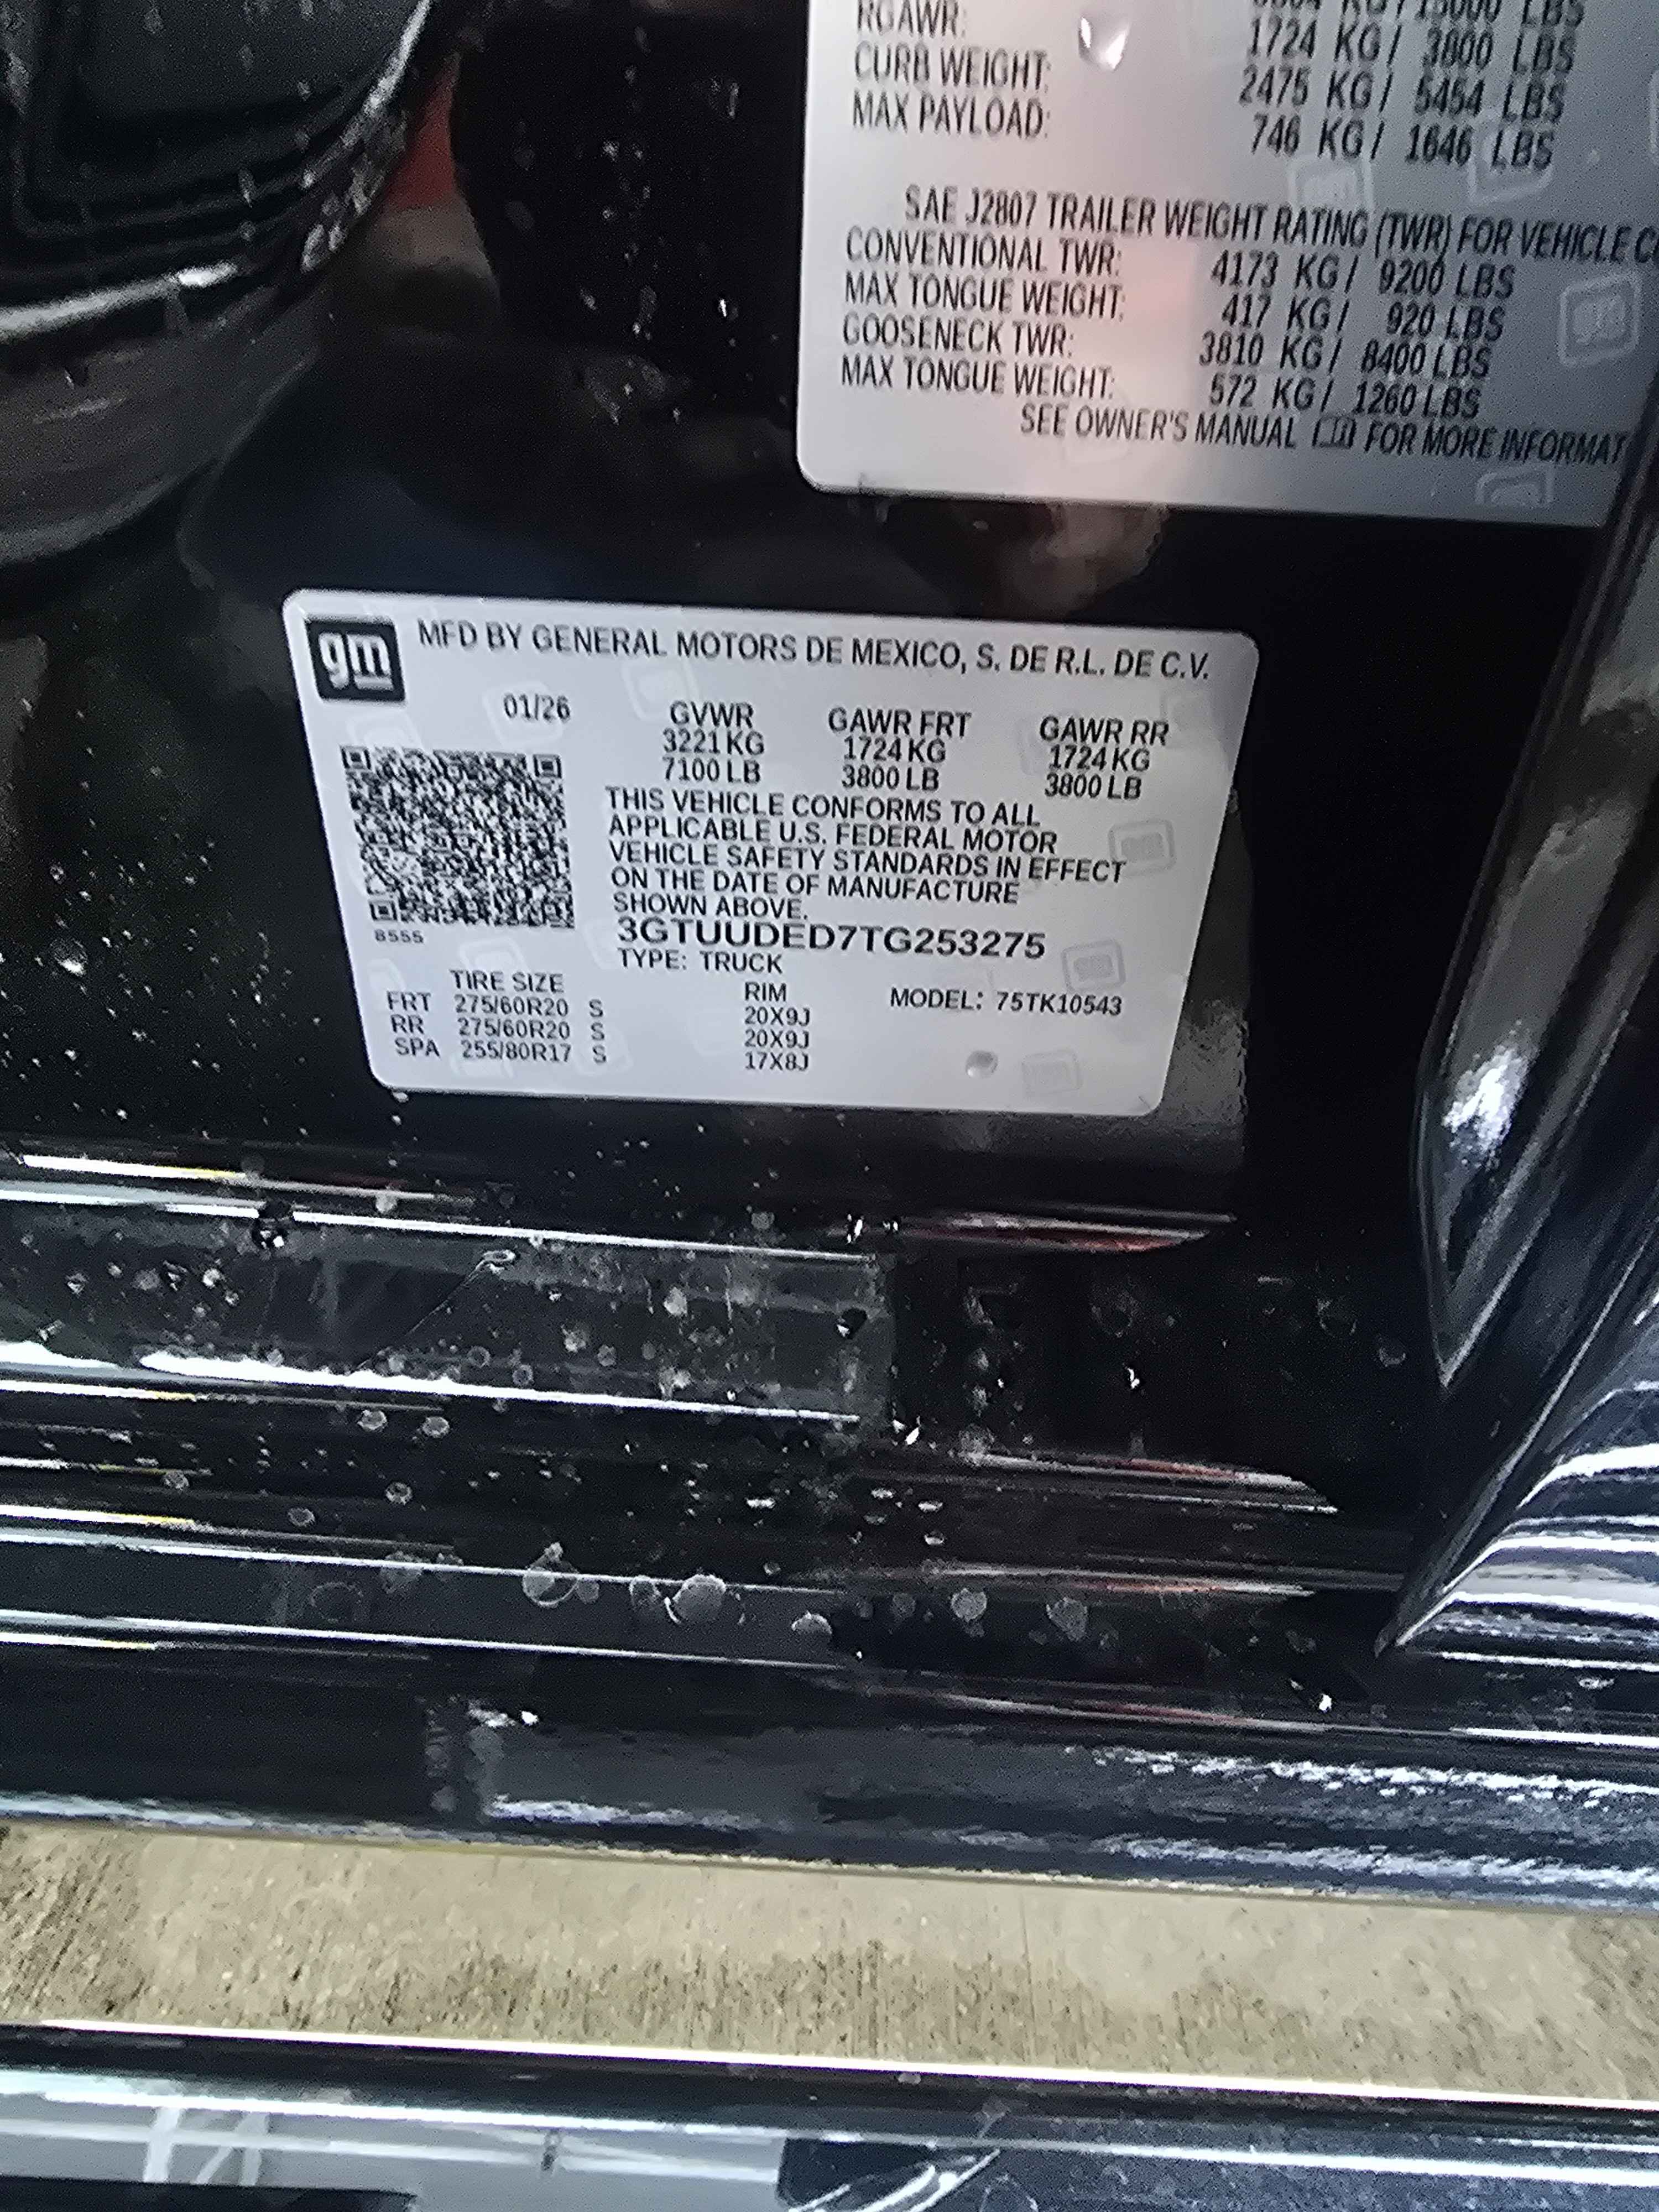 KG / 15000 LBS
RGAWR: 1724 KG / 3800 LBS
CURB WEIGHT: 2475 KG / 5454 LBS
MAX PAYLOAD: 746 KG / 1646 LBS
SAE J2807 TRAILER WEIGHT RATING (TWR) FOR VEHICLE
CONVENTIONAL TWR: 4173 KG / 9200 LBS
MAX TONGUE WEIGHT: 417 KG / 920 LBS
GOOSENECK TWR: 3810 KG / 8400 LBS
MAX TONGUE WEIGHT: 572 KG / 1260 LBS
SEE OWNER'S MANUAL FOR MORE INFORMAT
gm MFD BY GENERAL MOTORS DE MEXICO, S. DE R.L. DE C.V.
01/26 GVWR GAWR FRT GAWR RR
3221 KG 1724 KG 1724 KG
7100 LB 3800 LB 3800 LB
THIS VEHICLE CONFORMS TO ALL
APPLICABLE U.S. FEDERAL MOTOR
VEHICLE SAFETY STANDARDS IN EFFECT
ON THE DATE OF MANUFACTURE
SHOWN ABOVE.
8555 3GTUUDED7TG253275
TYPE: TRUCK
TIRE SIZE RIM MODEL: 75TK10543
FRT 275/60R20 S 20X9J
RR 275/60R20 S 20X9J
SPA 255/80R17 S 17X8J